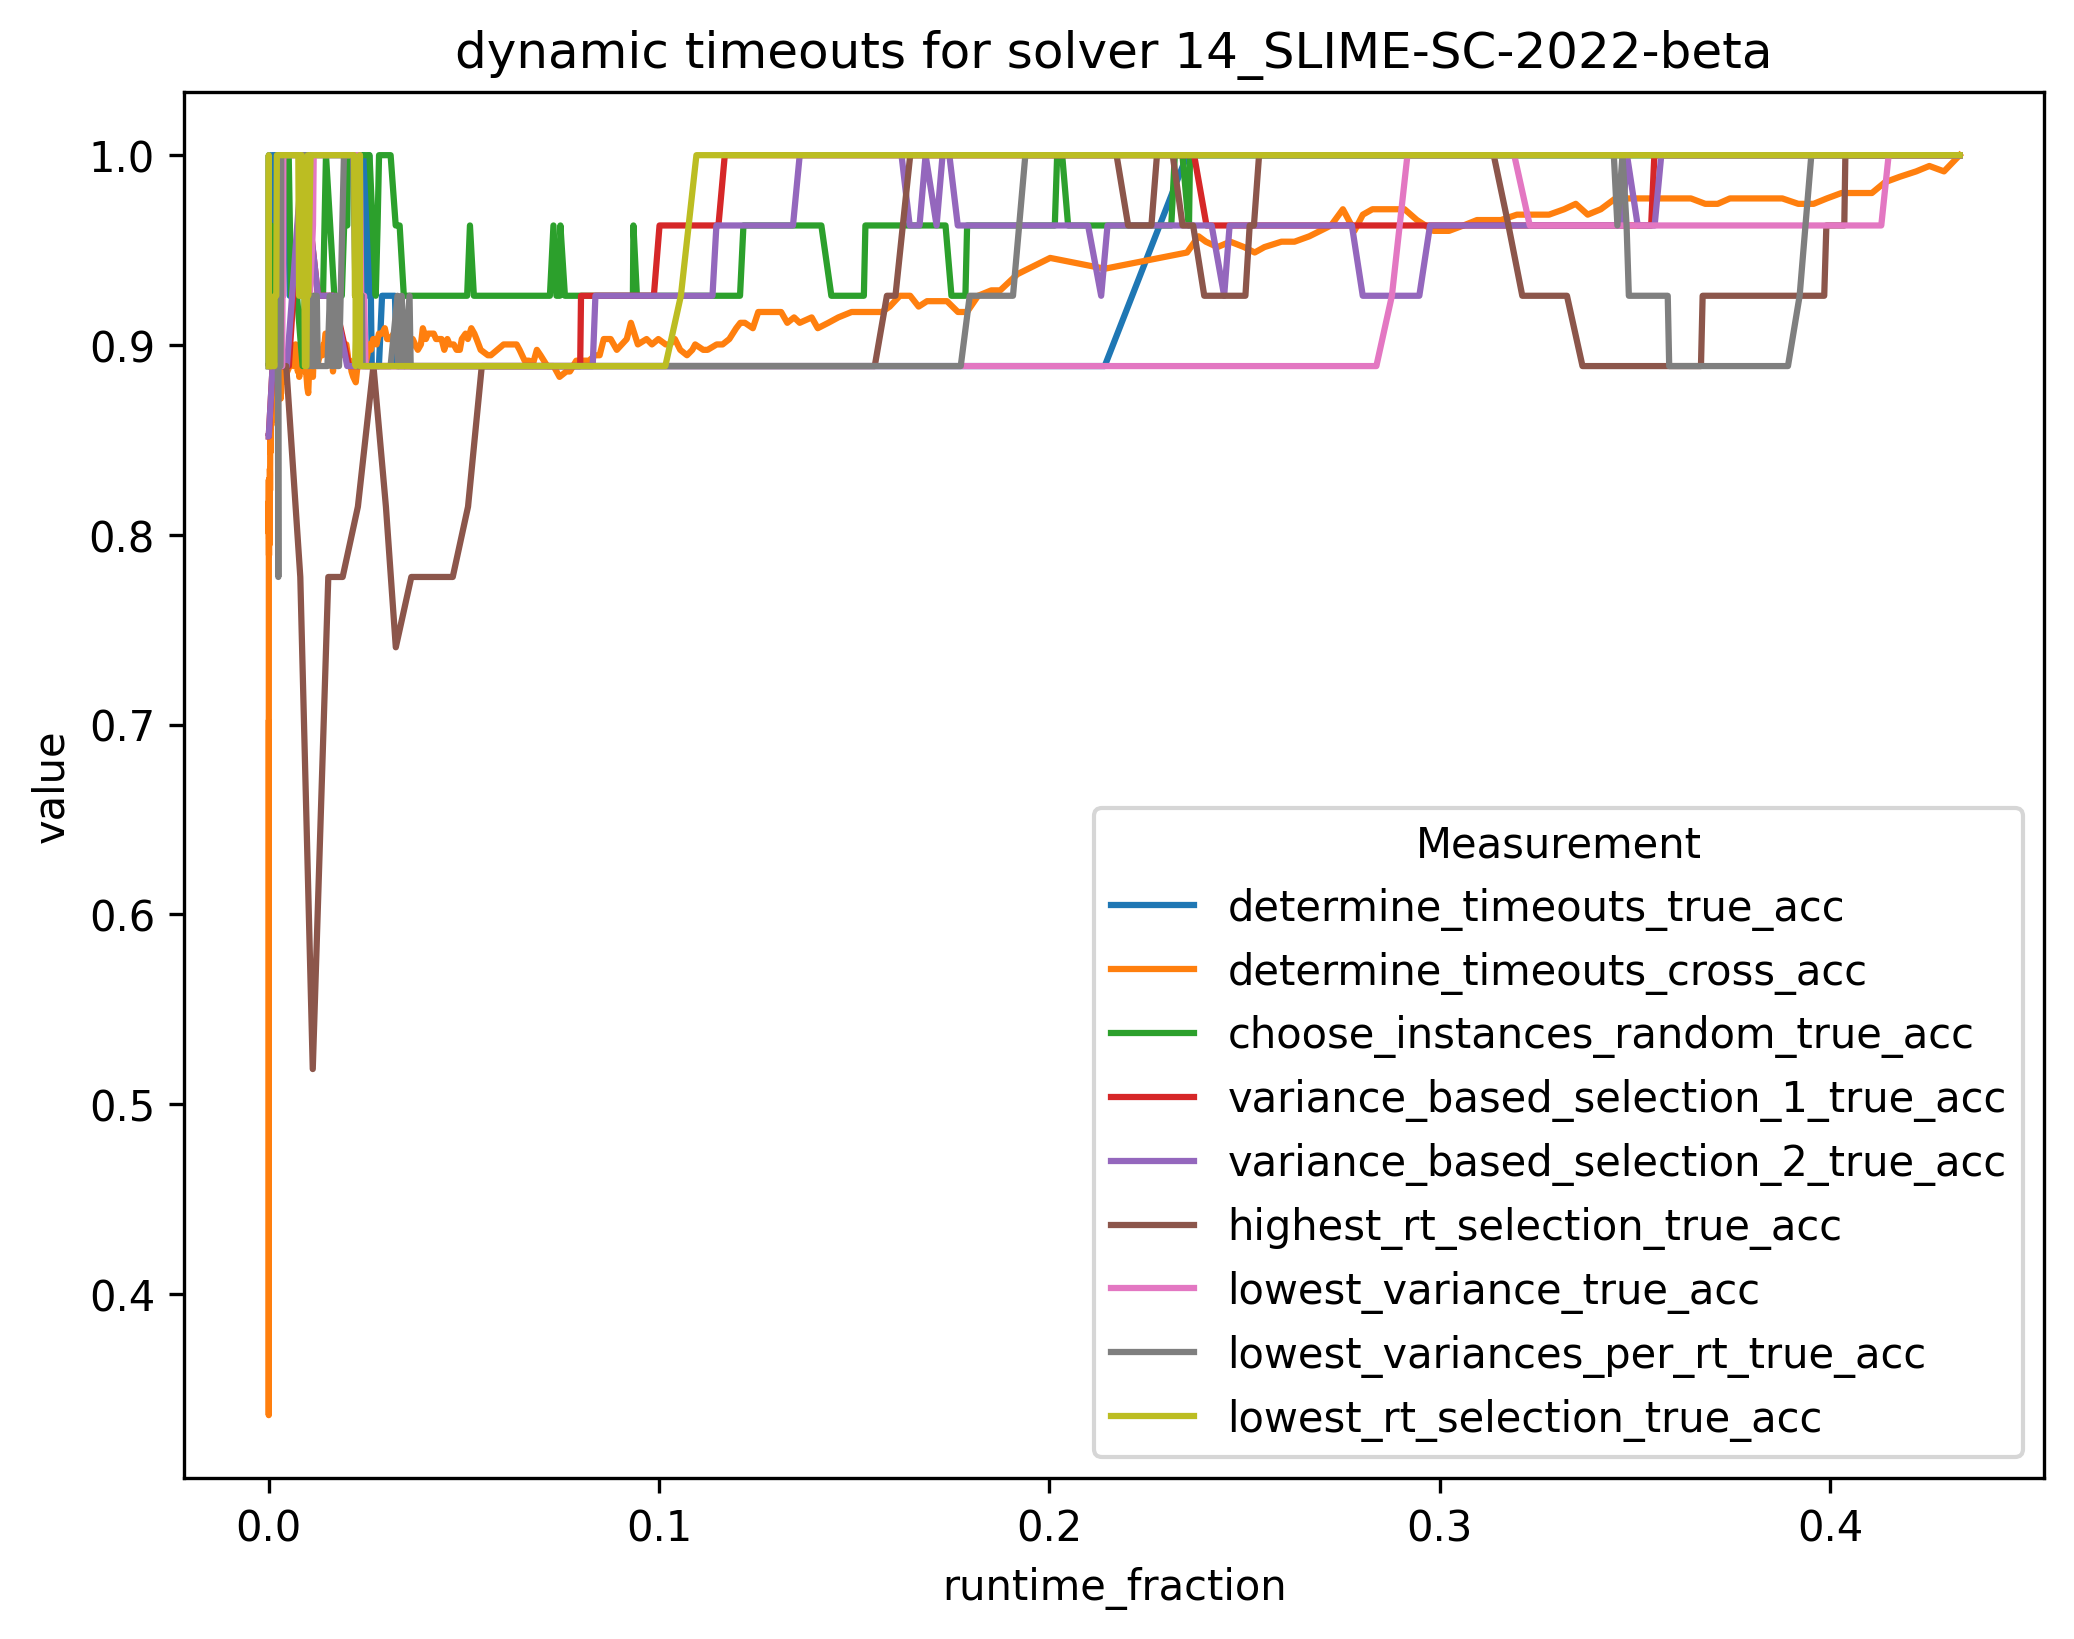 dynamic timeouts for solver 14_SLIME-SC-2022-beta
1.0
0.9
0.8
0.7
0.6
0.5
0.4
value
Measurement
determine_timeouts_true_acc
determine_timeouts_cross_acc
choose_instances_random_true_acc
variance_based_selection_1_true_acc
variance_based_selection_2_true_acc
highest_rt_selection_true_acc
lowest_variance_true_acc
lowest_variances_per_rt_true_acc
lowest_rt_selection_true_acc
0.0
0.1
0.2
0.3
0.4
runtime_fraction